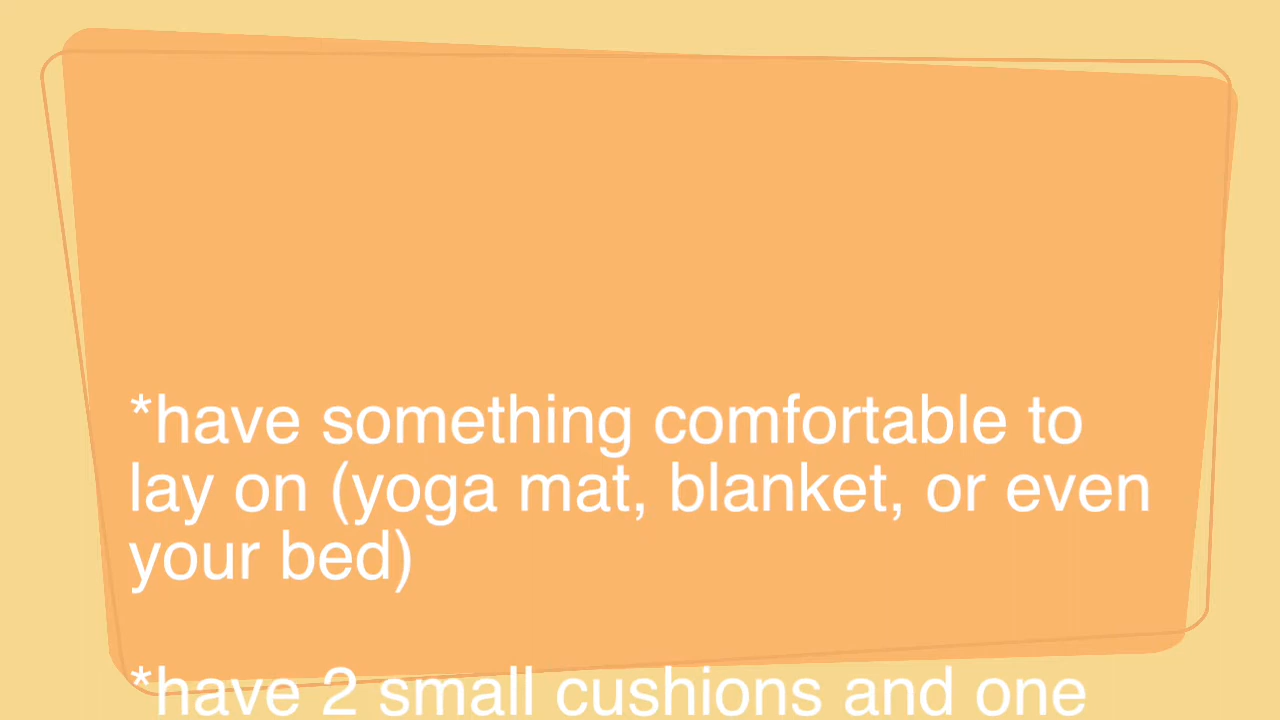 *have something comfortable to
lay on (yoga mat, blanket, or even
your bed)
*have 2 small cushions and one